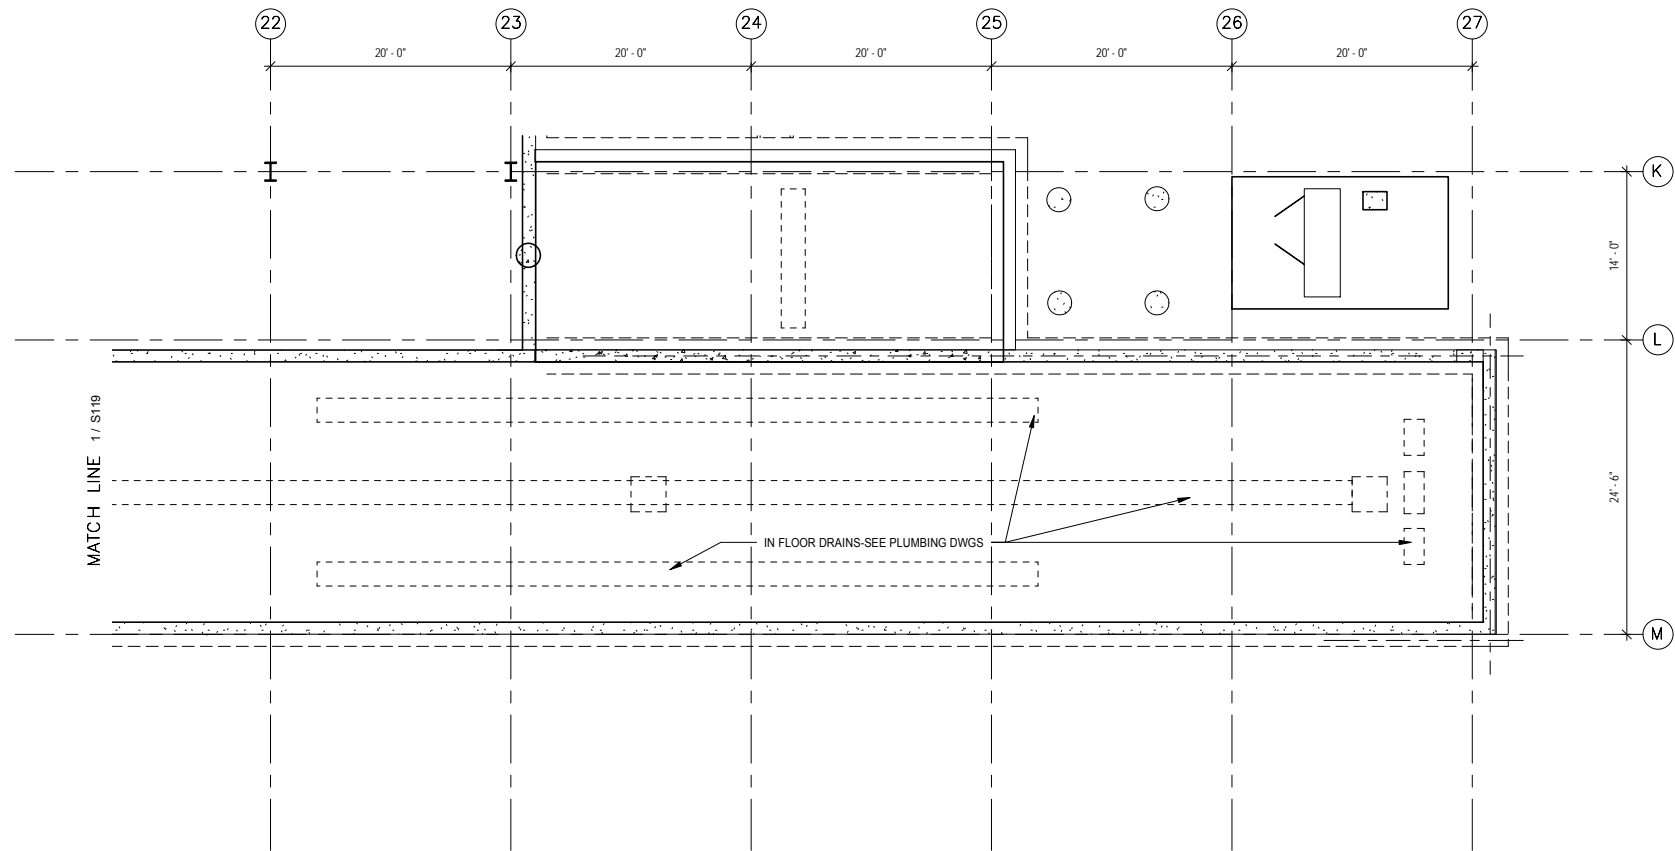 22 23 24 25 26 27
20' - 0" 20' - 0" 20' - 0" 20' - 0" 20' - 0"
K
14' - 0"
L
MATCH LINE 1 / S119
24' - 6"
IN FLOOR DRAINS-SEE PLUMBING DWGS
M